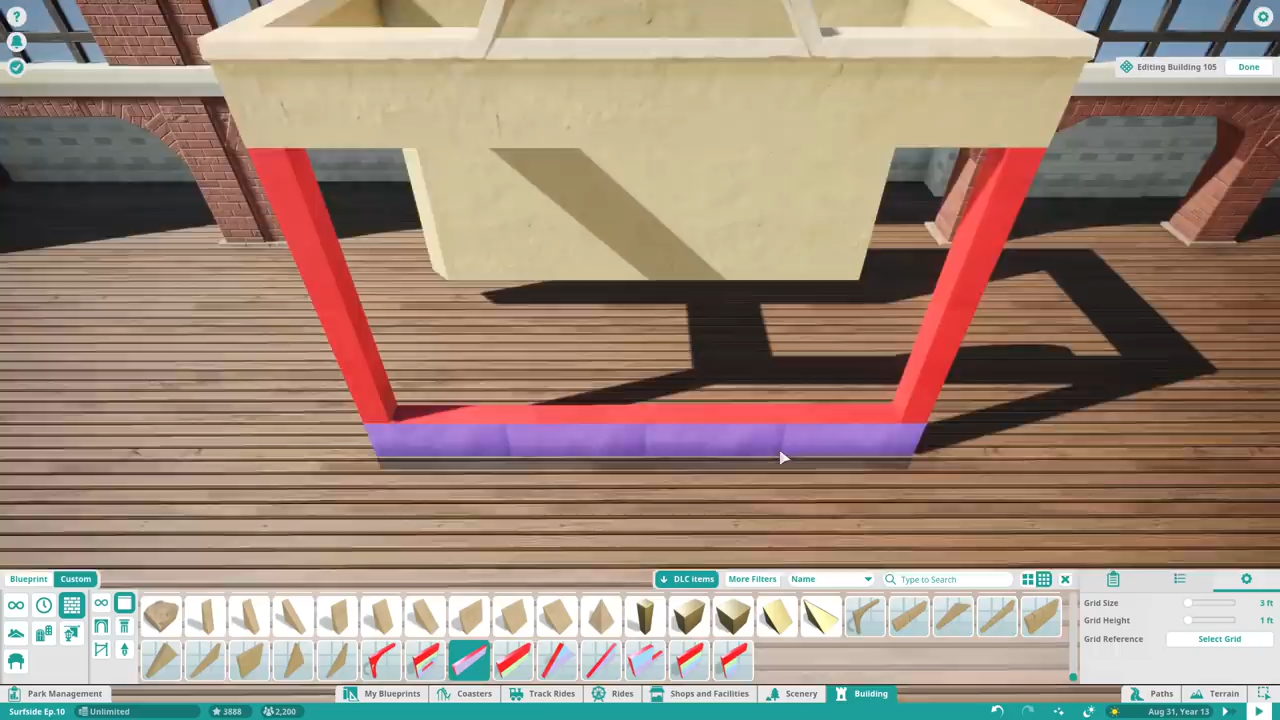 ?
Editing Building 105
Done
Blueprint
Custom
DLC items
More Filters
Name
Type to Search
Grid Size
3 ft
Grid Height
1 ft
Grid Reference
Select Grid
Park Management
My Blueprints
Coasters
Track Rides
Rides
Shops and Facilities
Scenery
Building
Paths
Terrain
Surfside Ep.10
Unlimited
3888
2,200
Aug 31, Year 13